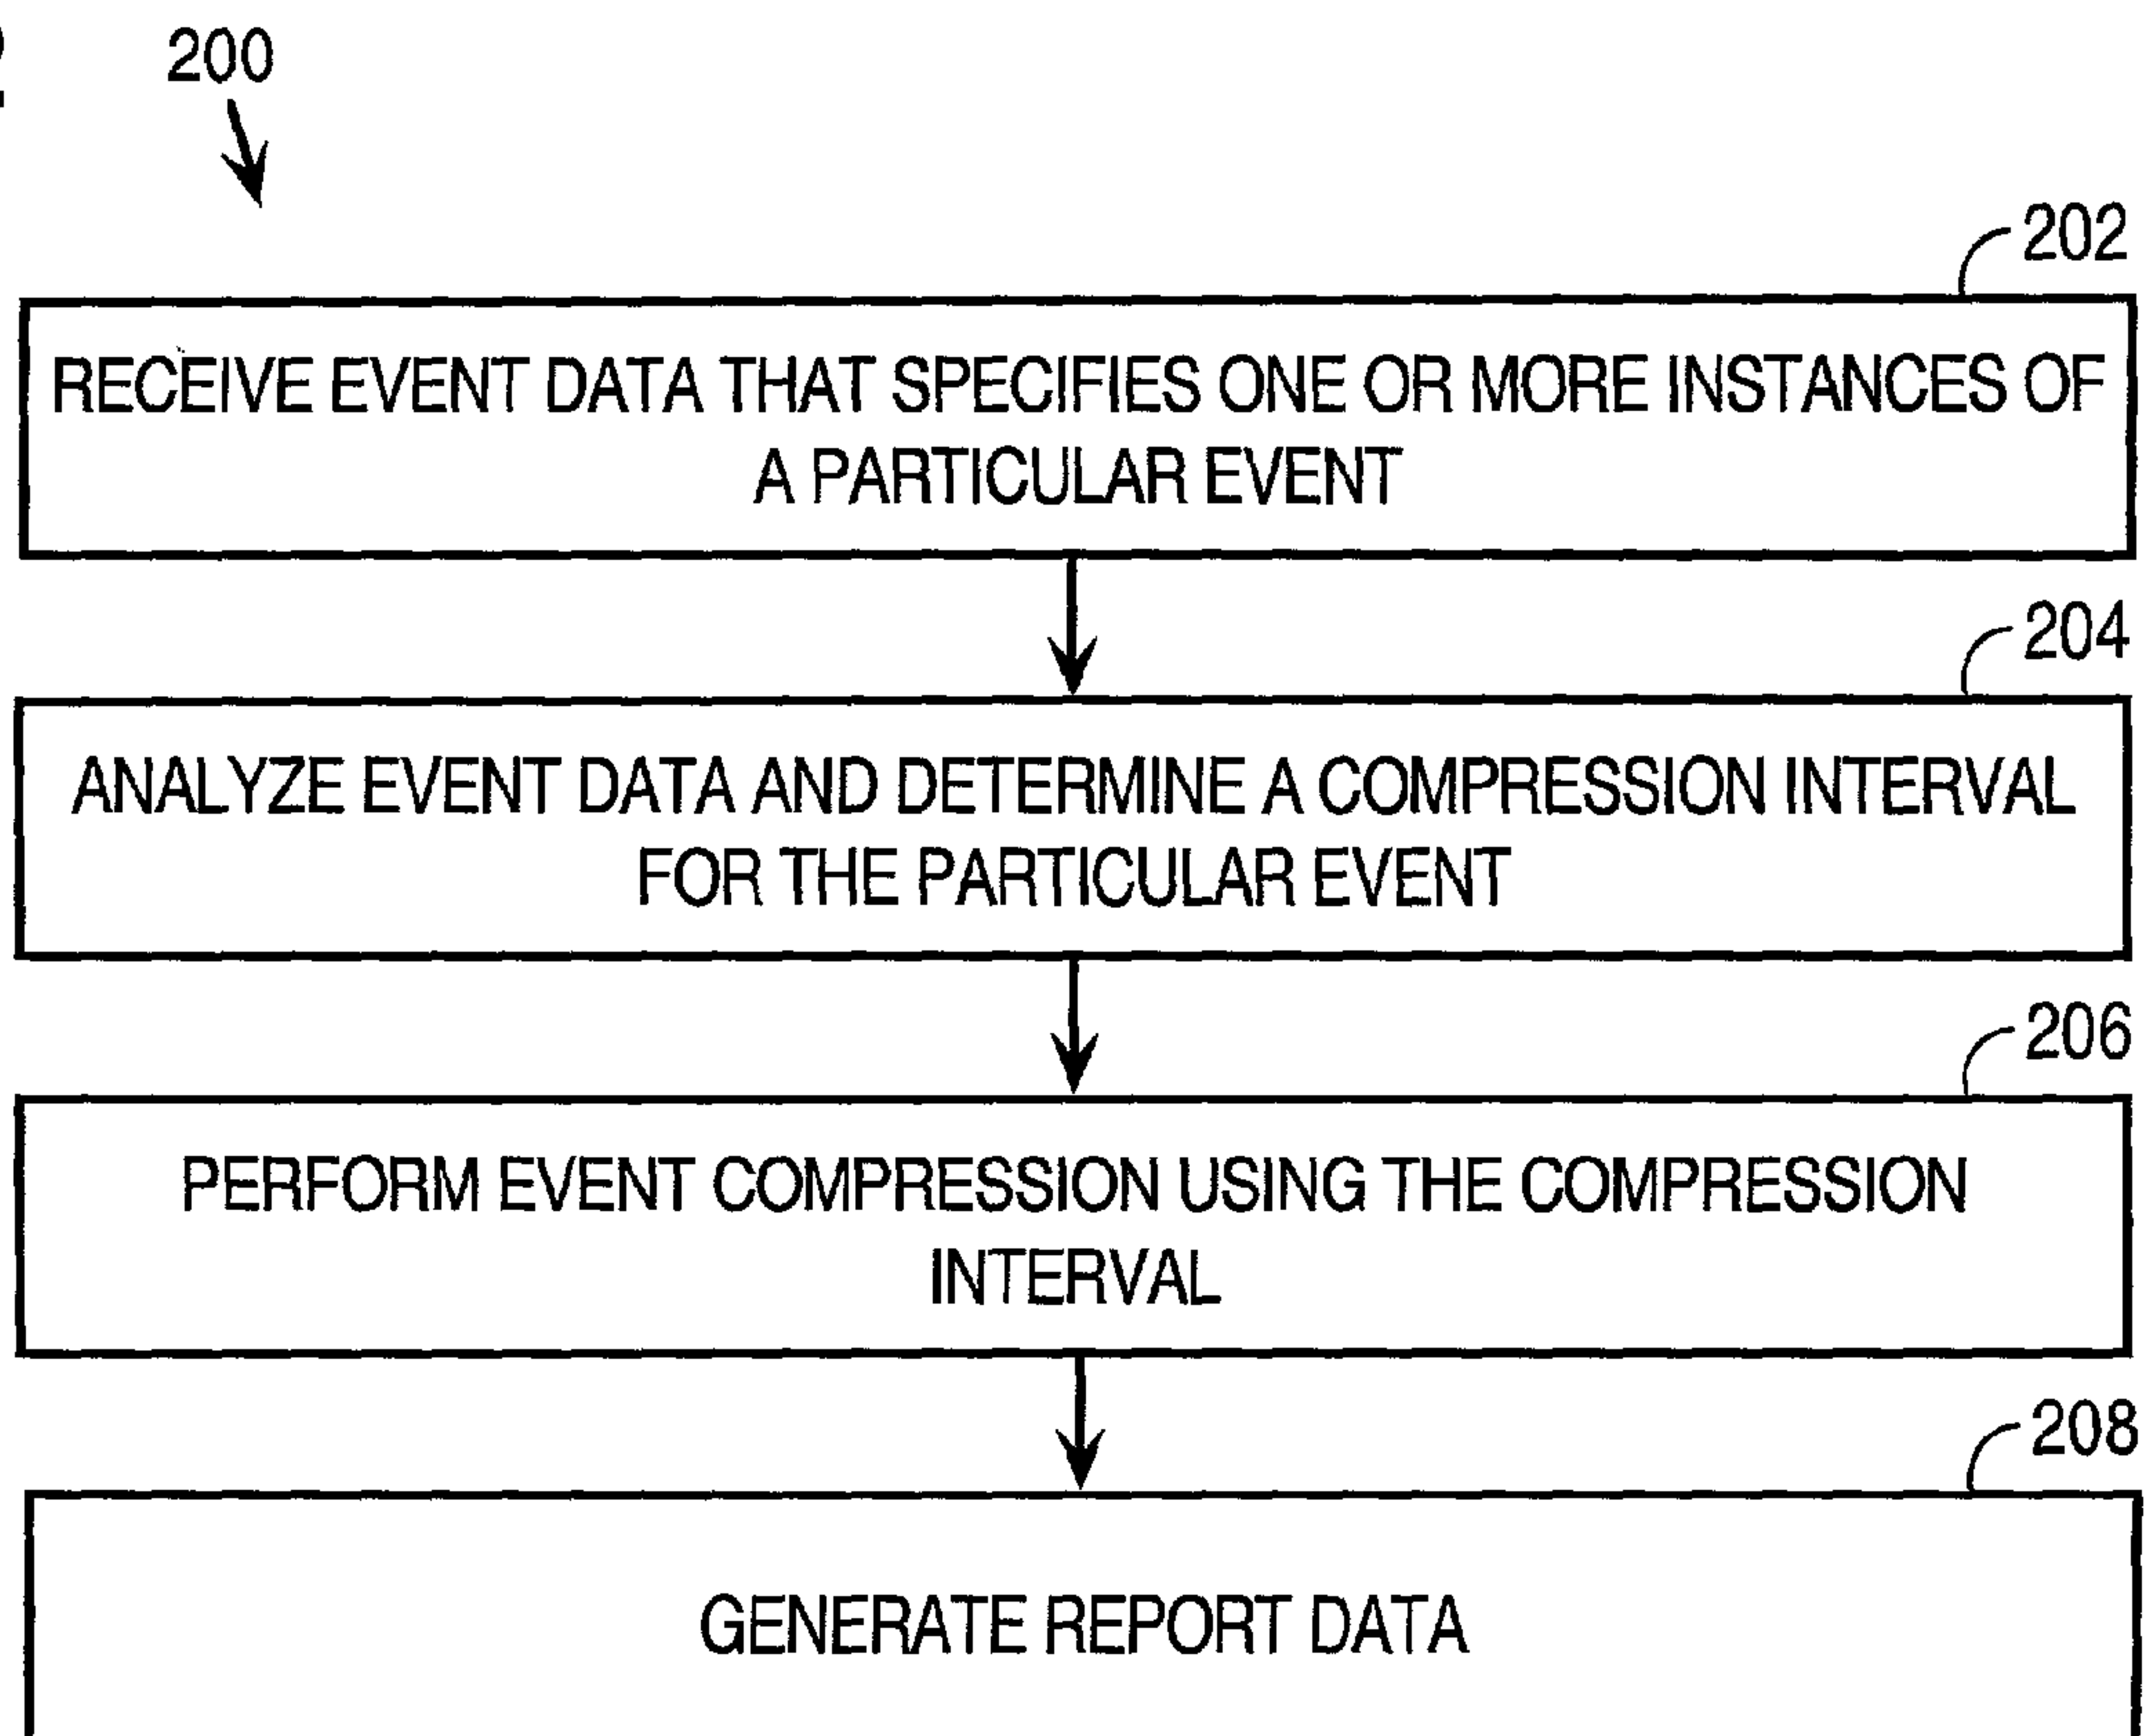 200
202
RECEIVE EVENT DATA THAT SPECIFIES ONE OR MORE INSTANCES OF
A PARTICULAR EVENT
204
ANALYZE EVENT DATA AND DETERMINE A COMPRESSION INTERVAL
FOR THE PARTICULAR EVENT
206
PERFORM EVENT COMPRESSION USING THE COMPRESSION
INTERVAL
208
GENERATE REPORT DATA